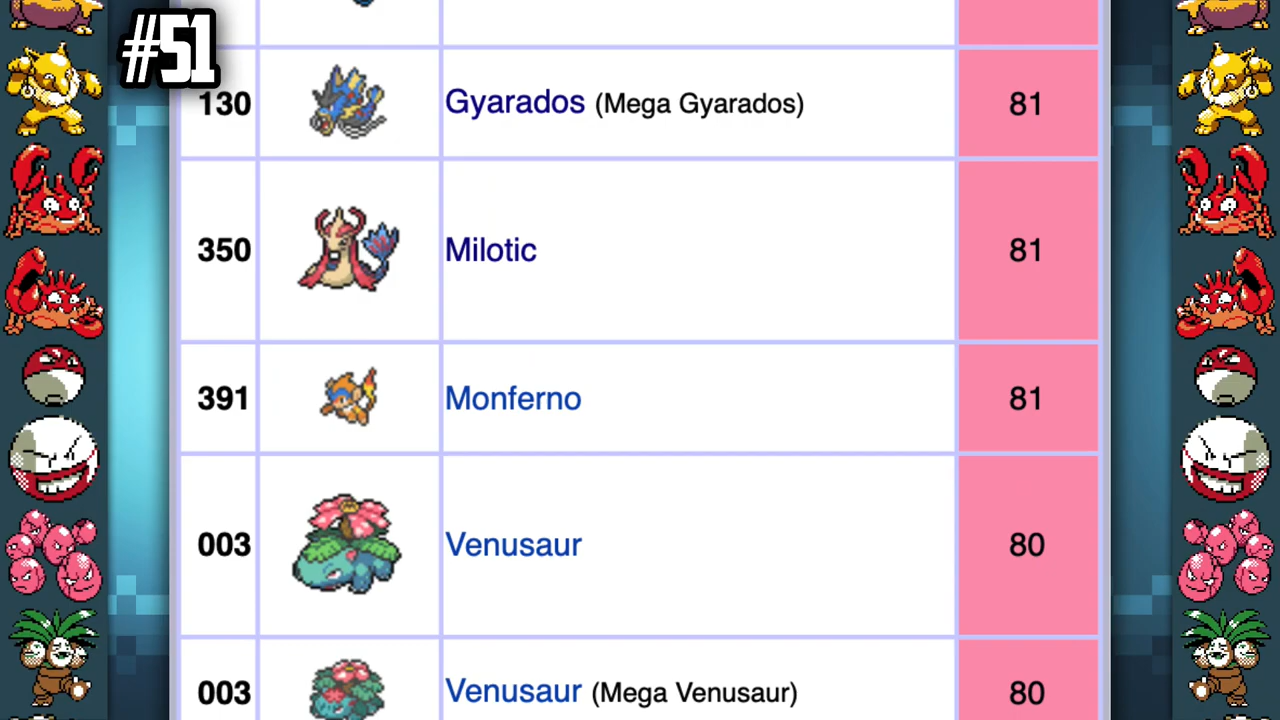 #51
130 Gyarados (Mega Gyarados) 81
350 Milotic 81
391 Monferno 81
003 Venusaur 80
003 Venusaur (Mega Venusaur) 80